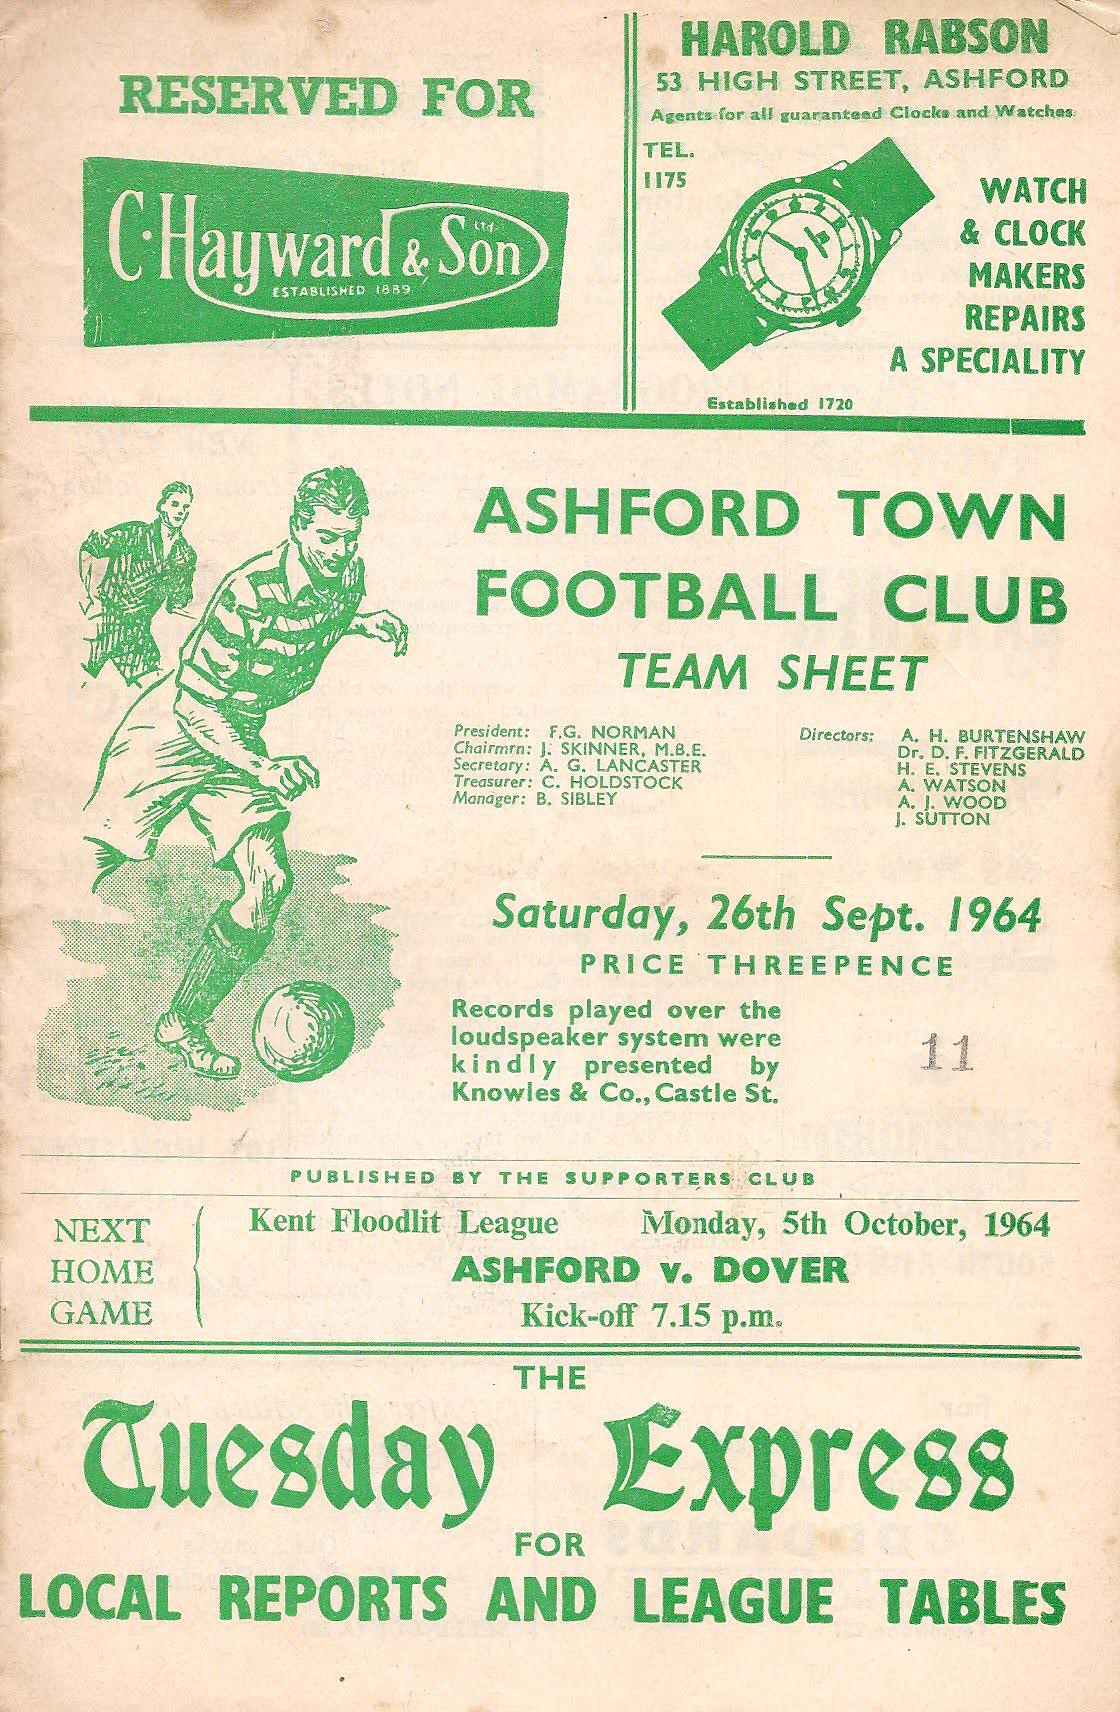 RESERVED FOR
C. Hayward & Son Ltd
ESTABLISHED 1889
HAROLD RABSON
53 HIGH STREET, ASHFORD
Agents for all guaranteed Clocks and Watches
TEL.
1175
WATCH
& CLOCK
MAKERS
REPAIRS
A SPECIALITY
Established 1720
ASHFORD TOWN
FOOTBALL CLUB
TEAM SHEET
President: F.G. NORMAN
Chairmrn: J. SKINNER, M.B.E.
Secretary: A. G. LANCASTER
Treasurer: C. HOLDSTOCK
Manager: B. SIBLEY
Directors: A. H. BURTENSHAW
Dr. D. F. FITZGERALD
H. E. STEVENS
A. WATSON
A. J. WOOD
J. SUTTON
Saturday, 26th Sept. 1964
PRICE THREEPENCE
Records played over the
loudspeaker system were
kindly presented by
Knowles & Co., Castle St.
11
PUBLISHED BY THE SUPPORTERS CLUB
NEXT
HOME
GAME
Kent Floodlit League Monday, 5th October, 1964
ASHFORD v. DOVER
Kick-off 7.15 p.m.
THE
Tuesday Express
FOR
LOCAL REPORTS AND LEAGUE TABLES